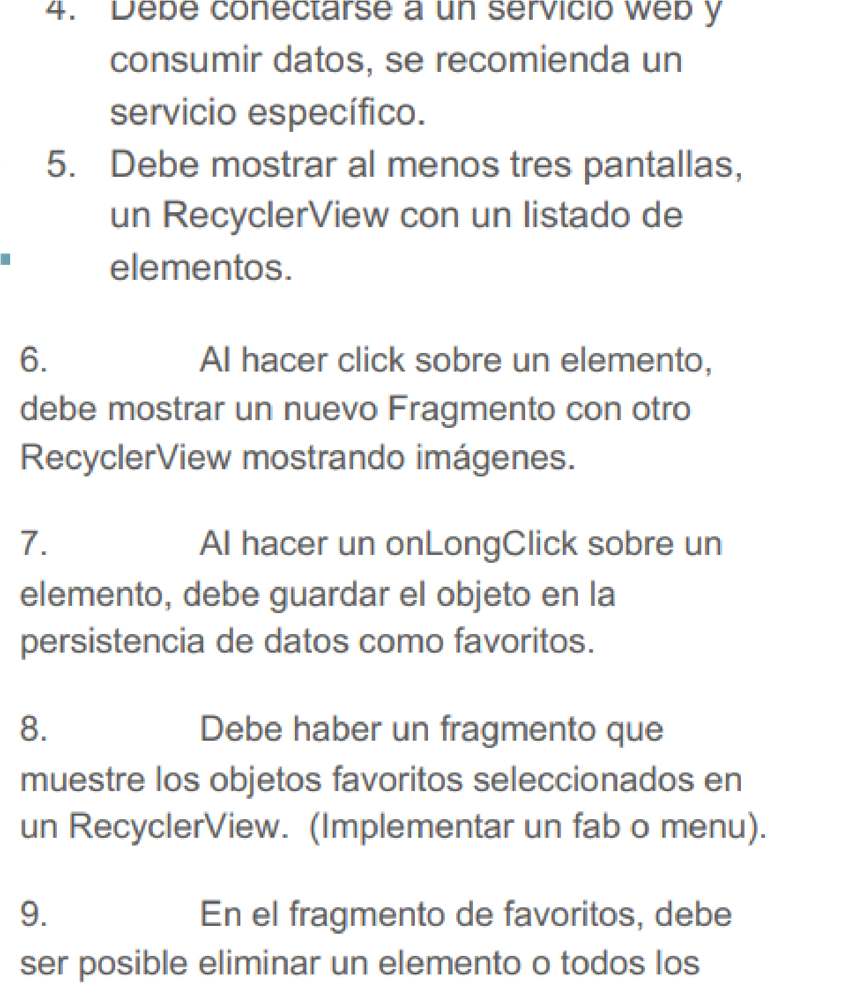 4. Debe conectarse a un servicio web y
consumir datos, se recomienda un
servicio específico.
5. Debe mostrar al menos tres pantallas,
un RecyclerView con un listado de
elementos.
6. Al hacer click sobre un elemento,
debe mostrar un nuevo Fragmento con otro
RecyclerView mostrando imágenes.
7. Al hacer un onLongClick sobre un
elemento, debe guardar el objeto en la
persistencia de datos como favoritos.
8. Debe haber un fragmento que
muestre los objetos favoritos seleccionados en
un RecyclerView. (Implementar un fab o menu).
9. En el fragmento de favoritos, debe
ser posible eliminar un elemento o todos los